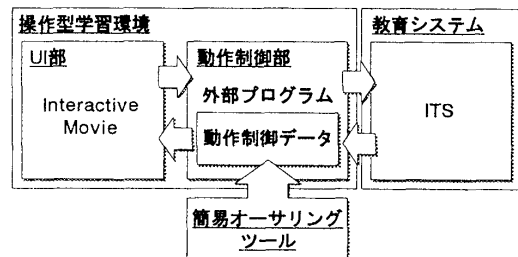 操作型学習環境
UI部
Interactive
Movie
動作制御部
外部プログラム
動作制御データ
教育システム
ITS
簡易オーサリング
ツール